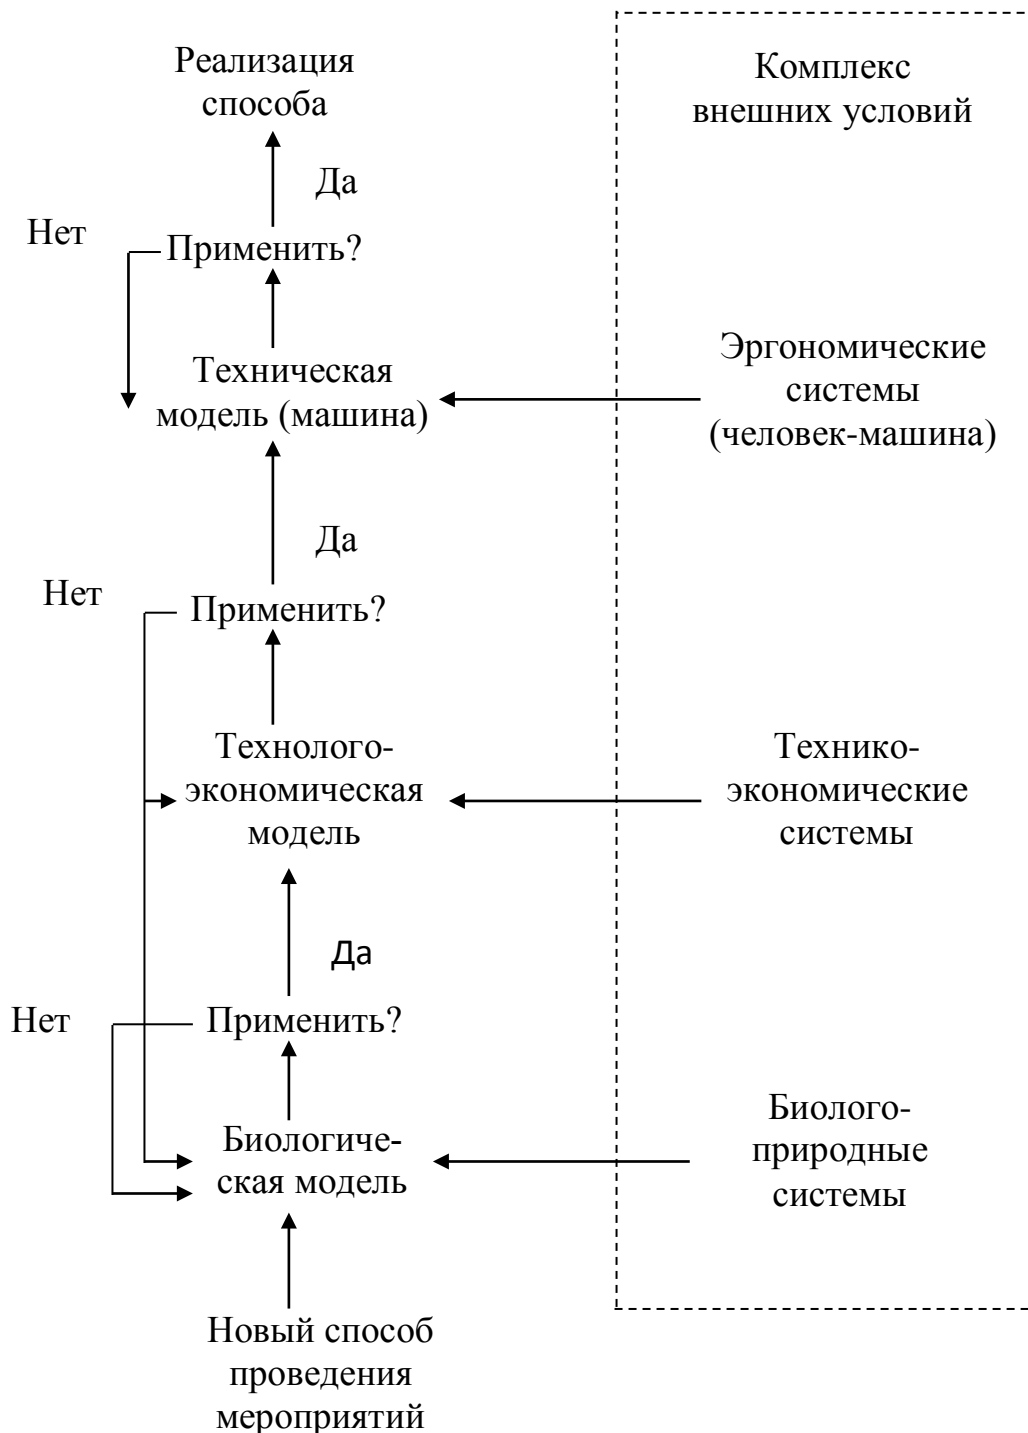 Реализация
способа
Да
Нет
Применить?
Техническая
модель (машина)
Да
Нет
Применить?
Технолого-
экономическая
модель
Да
Нет
Применить?
Биологиче-
ская модель
Новый способ
проведения
мероприятий
Комплекс
внешних условий
Эргономические
системы
(человек-машина)
Технико-
экономические
системы
Биолого-
природные
системы